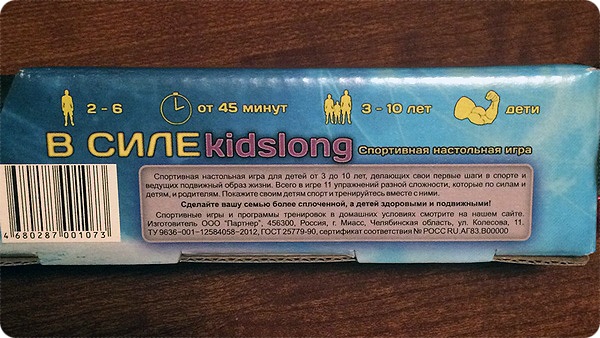 2 - 6
от 45 минут
3 - 10 лет
дети
В СИЛЕ kidslong Спортивная настольная игра
Спортивная настольная игра для детей от 3 до 10 лет, делающих свои первые шаги в спорте и
ведущих подвижный образ жизни. Всего в игре 11 упражнений разной сложности, которые по силам и
детям, и родителям. Покажите своим детям спорт и тренируйтесь вместе с ними.
Сделайте вашу семью более сплоченной, а детей здоровыми и подвижными!
Спортивные игры и программы тренировок в домашних условиях смотрите на нашем сайте.
Изготовитель ООО "Партнер", 456300, Россия, г. Миасс, Челябинская область, ул. Колесова, 11.
ТУ 9636-001-12584058-2012, ГОСТ 25779-90, сертификат соответствия № РОСС RU.АГ83.В00000
4 680287 001073